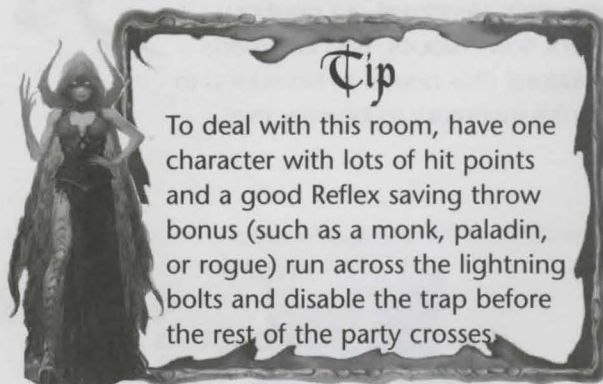 Tip
To deal with this room, have one
character with lots of hit points
and a good Reflex saving throw
bonus (such as a monk, paladin,
or rogue) run across the lightning
bolts and disable the trap before
the rest of the party crosses.